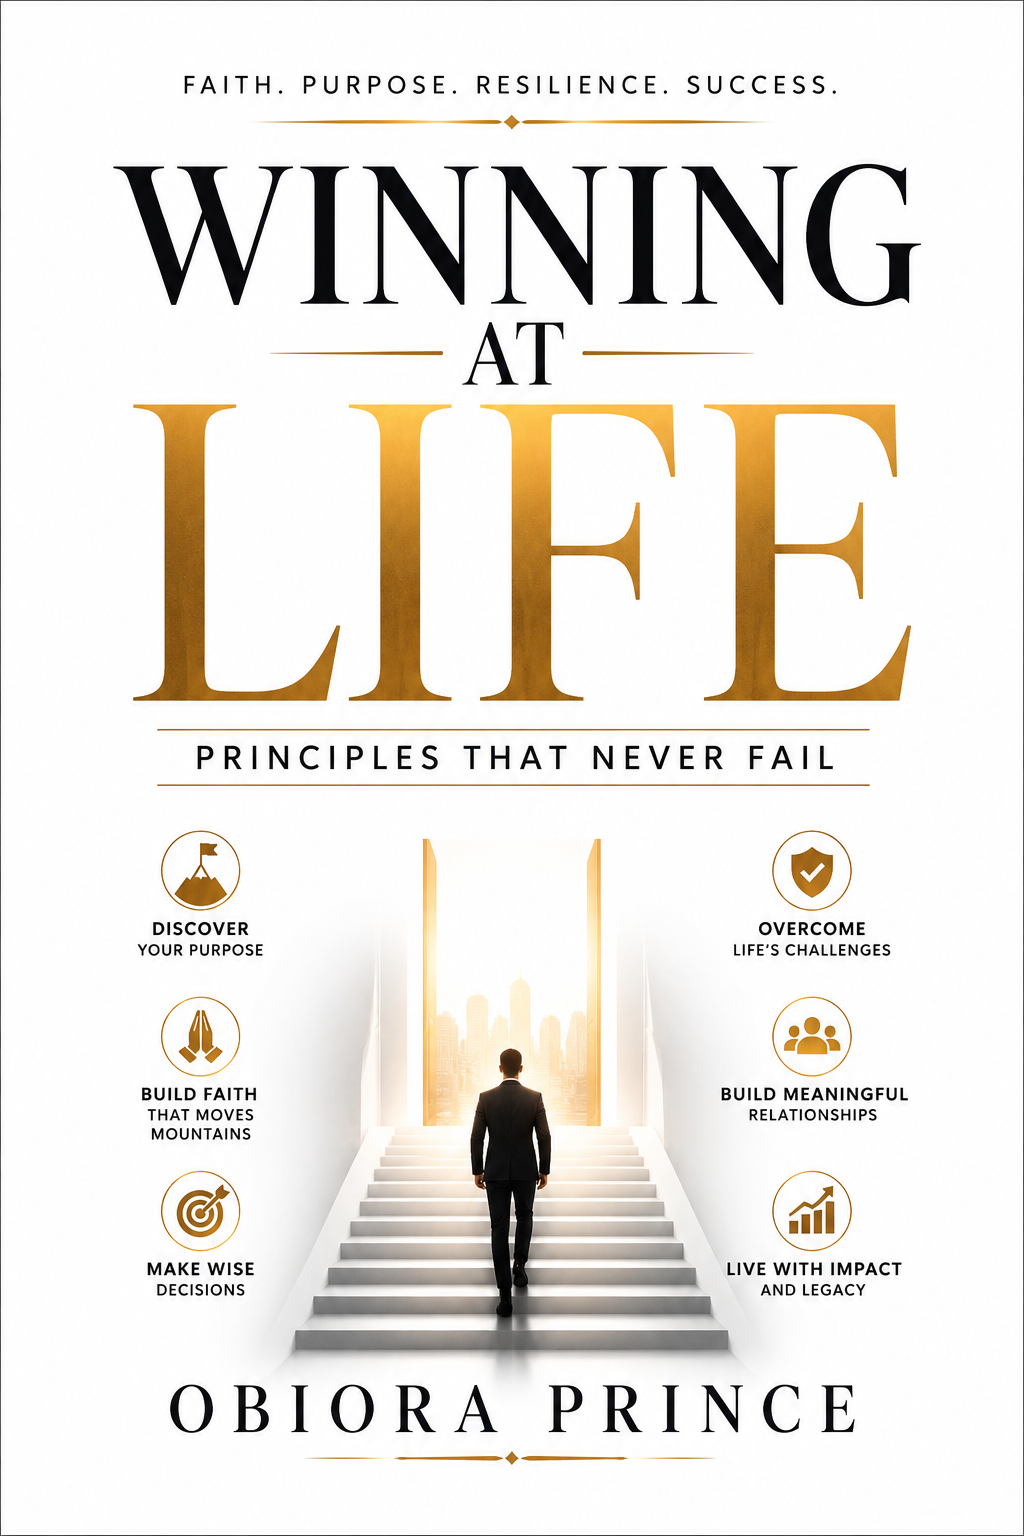 FAITH. PURPOSE. RESILIENCE. SUCCESS.
WINNING
AT
LIFE
PRINCIPLES THAT NEVER FAIL
DISCOVER
YOUR PURPOSE
BUILD FAITH
THAT MOVES
MOUNTAINS
MAKE WISE
DECISIONS
OVERCOME
LIFE'S CHALLENGES
BUILD MEANINGFUL
RELATIONSHIPS
LIVE WITH IMPACT
AND LEGACY
OBIORA PRINCE